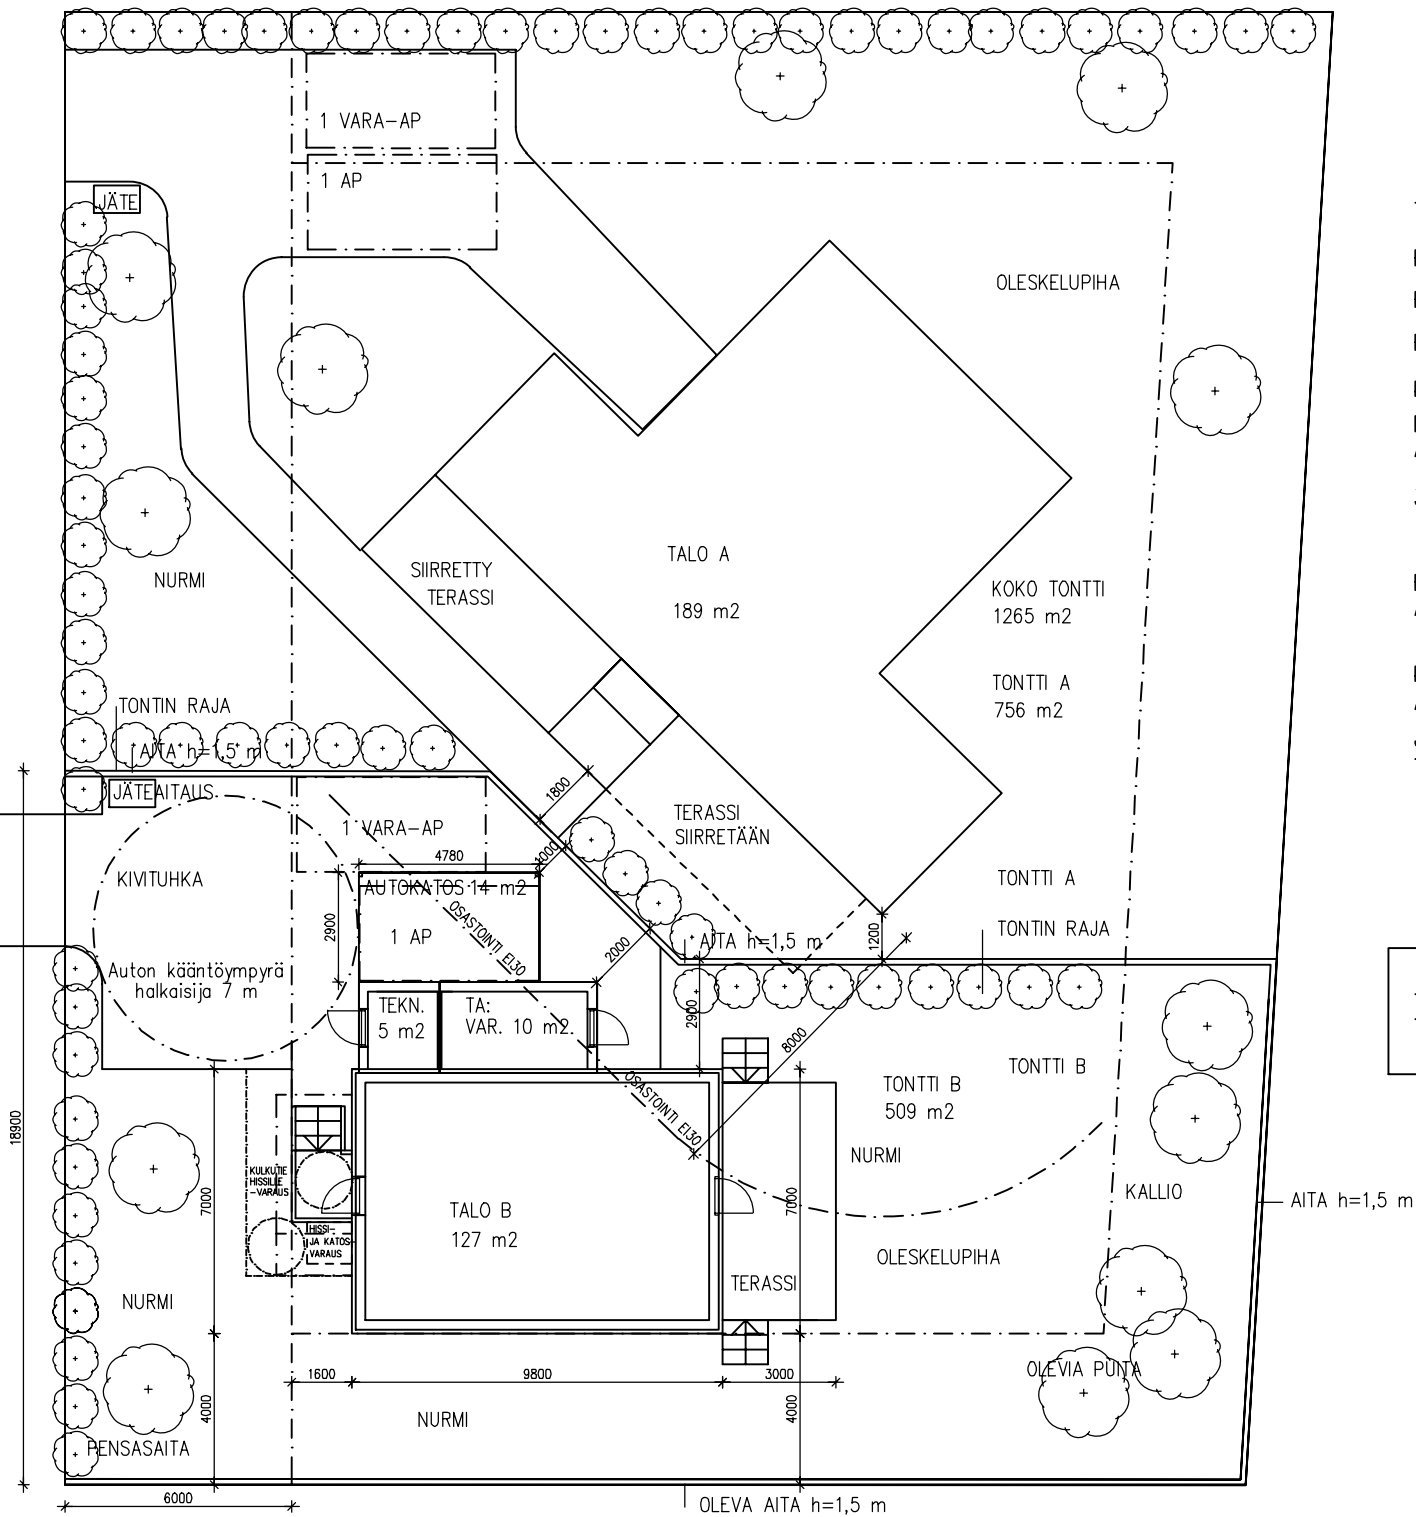 1 VARA-AP
1 AP
JÄTE
OLESKELUPIHA
TALO A
189 m2
SIIRRETTY
TERASSI
NURMI
KOKO TONTTI
1265 m2
TONTTI A
756 m2
TONTIN RAJA
AITA h=1,5 m
JÄTEAITAUS
1 VARA-AP
1800
TERASSI
SIIRRETÄÄN
4780
1000
KIVITUHKA
AUTOKATOS 14 m2
TONTTI A
2900
OSASTOINTI EI30
1 AP
2000
AITA h=1,5 m
1200
TONTIN RAJA
Auton kääntöympyrä
halkaisija 7 m
TEKN.
5 m2
TA:
VAR. 10 m2
2900
8000
TONTTI B
TONTTI B
509 m2
OSASTOINTI EI30
18900
NURMI
KULKUTIE
HISSILLE
-VARAUS
7000
7000
KALLIO
AITA h=1,5 m
TALO B
127 m2
HISSI-
JA KATOS-
VARAUS
OLESKELUPIHA
TERASSI
NURMI
1600
9800
3000
OLEVIA PUITA
4000
4000
NURMI
PENSASAITA
6000
OLEVA AITA h=1,5 m